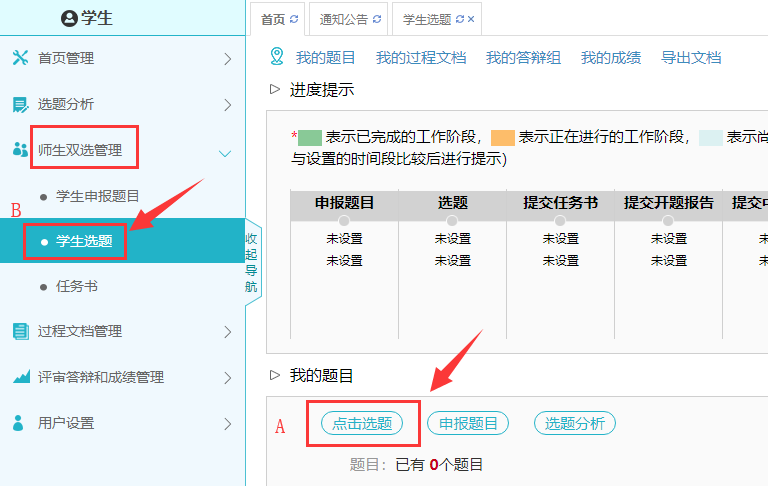 学生
首页管理
选题分析
师生双选管理
B
学生申报题目
学生选题
任务书
过程文档管理
评审答辩和成绩管理
用户设置
收起导航
首页 通知公告 学生选题
我的题目 我的过程文档 我的答辩组 我的成绩 导出文档
进度提示
* 表示已完成的工作阶段， 表示正在进行的工作阶段， 表示尚
与设置的时间段比较后进行提示)
申报题目 选题 提交任务书 提交开题报告 提交中
未设置 未设置 未设置 未设置 未
未设置 未设置 未设置 未设置 未
我的题目
A 点击选题 申报题目 选题分析
题目： 已有 0个题目